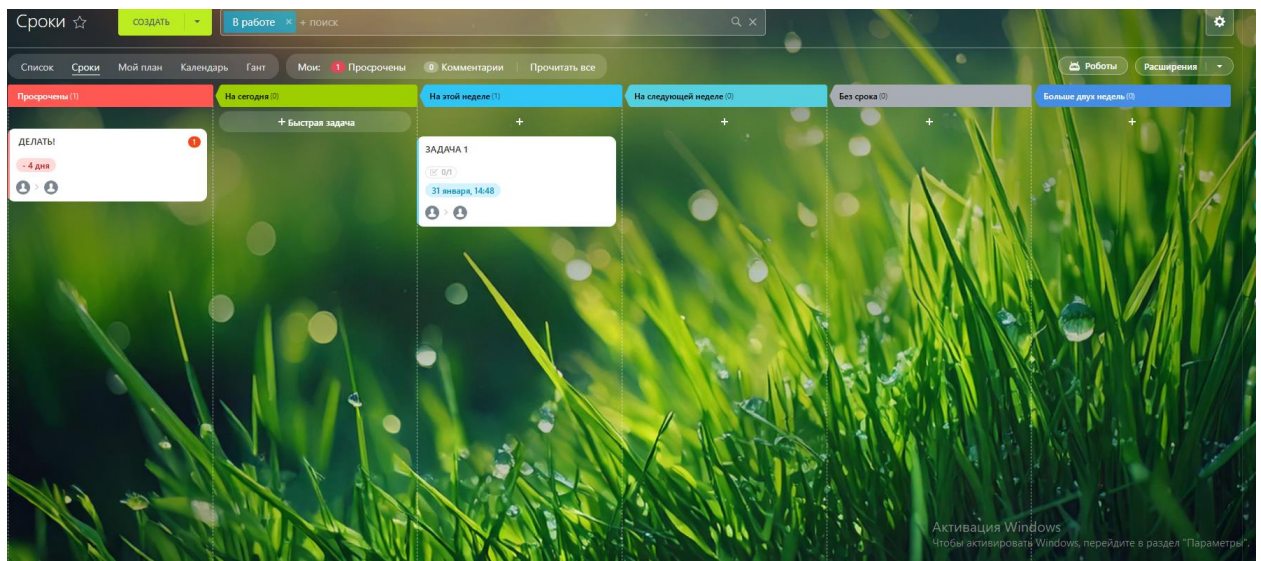 Сроки
СОЗДАТЬ
В работе × + поиск
Список Сроки Мой план Календарь Гант Мои: 1 Просрочены 0 Комментарии Прочитать все
Роботы Расширения
Просрочены (1) На сегодня (0) На этой неделе (1) На следующей неделе (0) Без срока (0) Больше двух недель (0)
+ Быстрая задача + + + +
ДЕЛАТЬ! 1
- 4 дня
ЗАДАЧА 1
0/1
31 января, 14:48
Активация Windows
Чтобы активировать Windows, перейдите в раздел "Параметры".